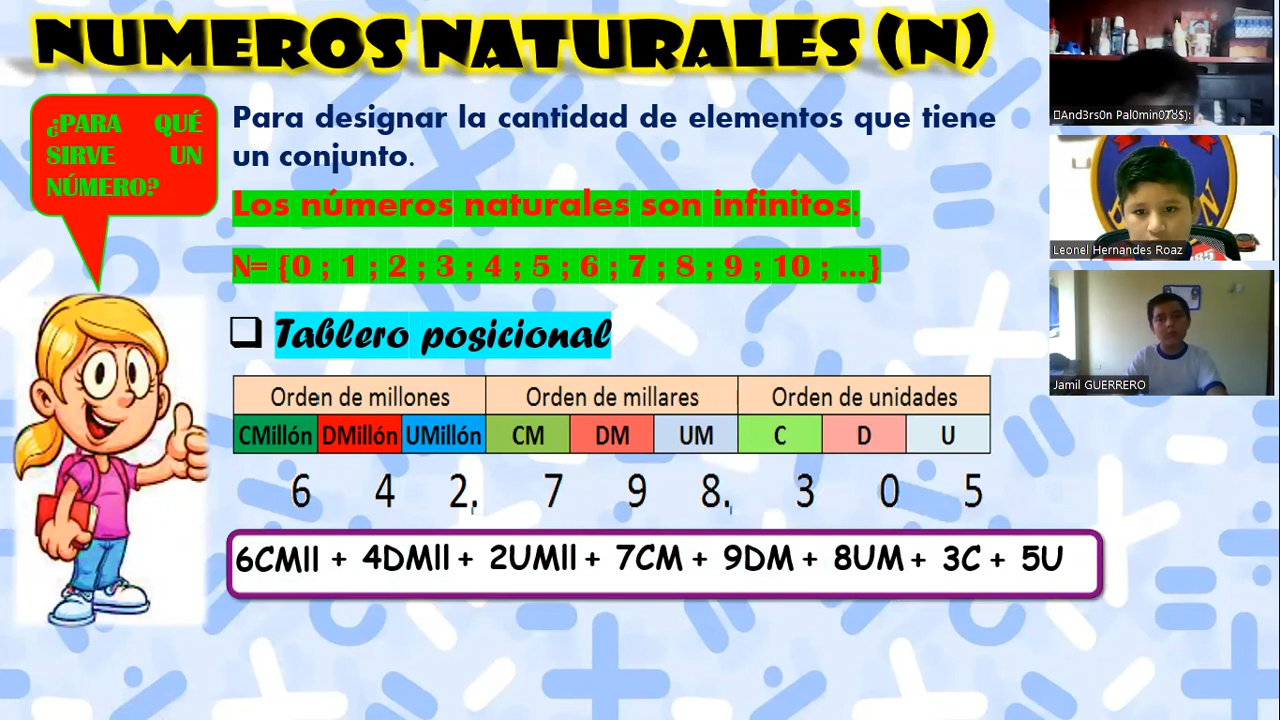 NUMEROS NATURALES (N)
¿PARA QUÉ
SIRVE UN
NÚMERO?
Para designar la cantidad de elementos que tiene
un conjunto.
Los números naturales son infinitos.
N= {0 ; 1 ; 2 ; 3 ; 4 ; 5 ; 6 ; 7 ; 8 ; 9 ; 10 ; ...}
❑ Tablero posicional
Orden de millones Orden de millares Orden de unidades
CMillón DMillón UMillón CM DM UM C D U
6 4 2. 7 9 8. 3 0 5
6CMll + 4DMll + 2UMll + 7CM + 9DM + 8UM + 3C + 5U
Leonel Hernandes Roaz
Jamil GUERRERO